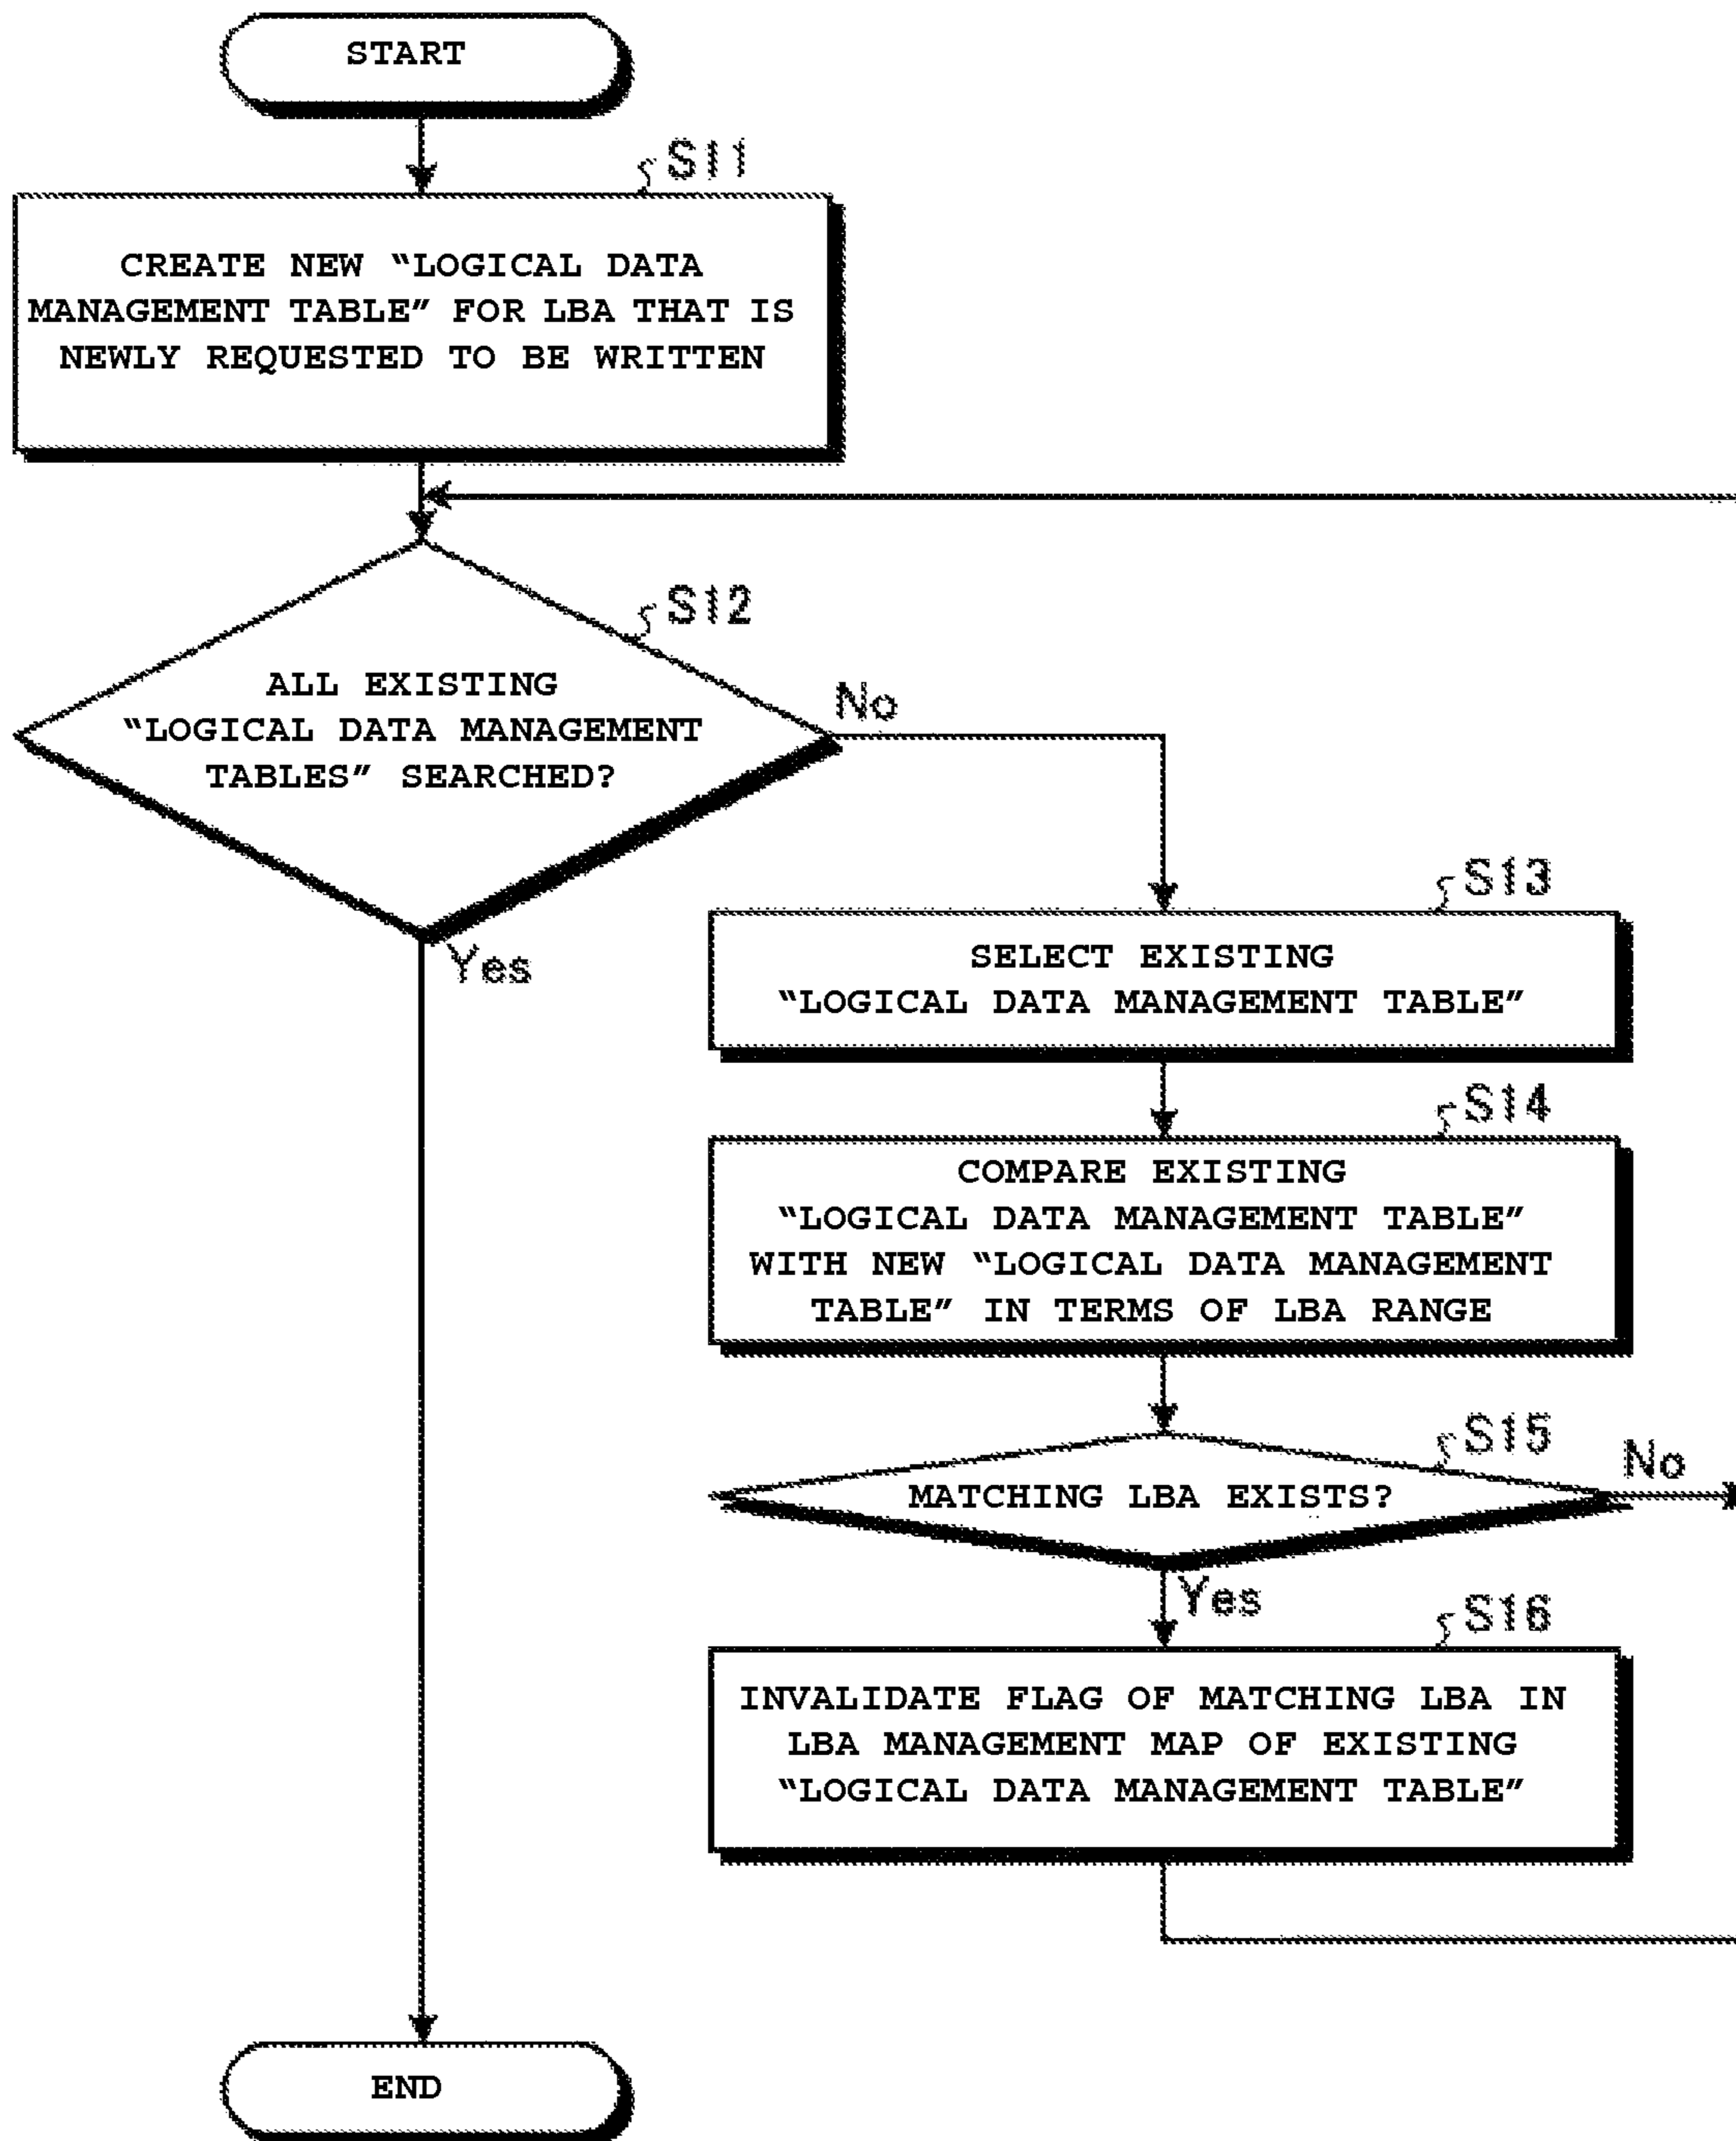 START
S11
CREATE NEW “LOGICAL DATA
MANAGEMENT TABLE” FOR LBA THAT IS
NEWLY REQUESTED TO BE WRITTEN
S12
ALL EXISTING
“LOGICAL DATA MANAGEMENT
TABLES” SEARCHED?
No
Yes
S13
SELECT EXISTING
“LOGICAL DATA MANAGEMENT TABLE”
S14
COMPARE EXISTING
“LOGICAL DATA MANAGEMENT TABLE”
WITH NEW “LOGICAL DATA MANAGEMENT
TABLE” IN TERMS OF LBA RANGE
S15
MATCHING LBA EXISTS?
No
Yes
S16
INVALIDATE FLAG OF MATCHING LBA IN
LBA MANAGEMENT MAP OF EXISTING
“LOGICAL DATA MANAGEMENT TABLE”
END